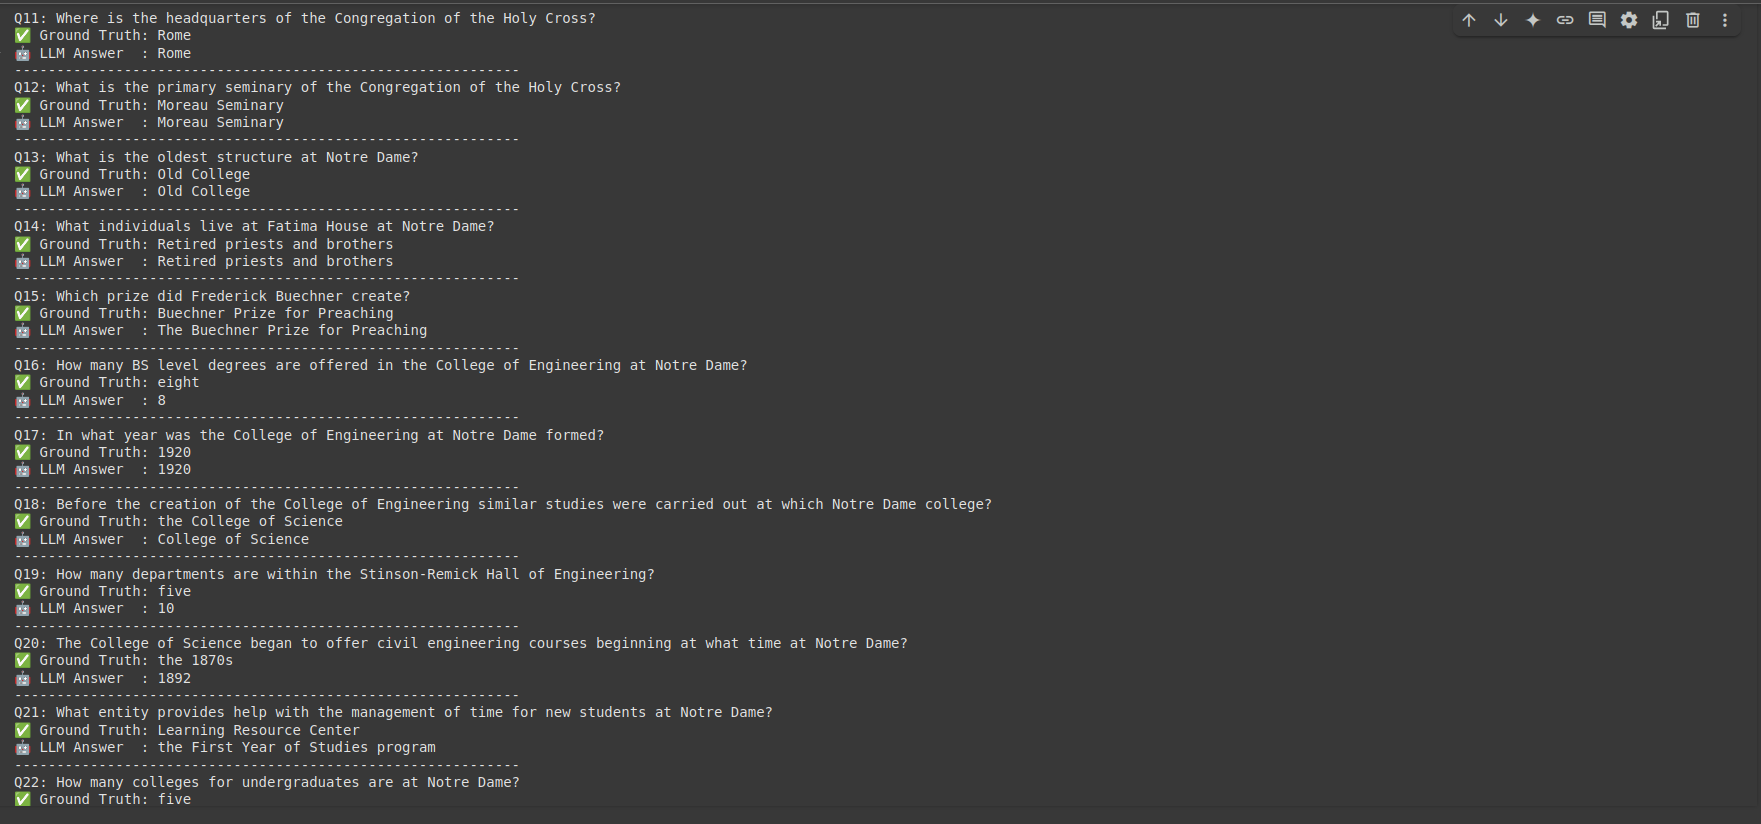 Q11: Where is the headquarters of the Congregation of the Holy Cross?
✅ Ground Truth: Rome
🤖 LLM Answer  : Rome
------------------------------------------------------------
Q12: What is the primary seminary of the Congregation of the Holy Cross?
✅ Ground Truth: Moreau Seminary
🤖 LLM Answer  : Moreau Seminary
------------------------------------------------------------
Q13: What is the oldest structure at Notre Dame?
✅ Ground Truth: Old College
🤖 LLM Answer  : Old College
------------------------------------------------------------
Q14: What individuals live at Fatima House at Notre Dame?
✅ Ground Truth: Retired priests and brothers
🤖 LLM Answer  : Retired priests and brothers
------------------------------------------------------------
Q15: Which prize did Frederick Buechner create?
✅ Ground Truth: Buechner Prize for Preaching
🤖 LLM Answer  : The Buechner Prize for Preaching
------------------------------------------------------------
Q16: How many BS level degrees are offered in the College of Engineering at Notre Dame?
✅ Ground Truth: eight
🤖 LLM Answer  : 8
------------------------------------------------------------
Q17: In what year was the College of Engineering at Notre Dame formed?
✅ Ground Truth: 1920
🤖 LLM Answer  : 1920
------------------------------------------------------------
Q18: Before the creation of the College of Engineering similar studies were carried out at which Notre Dame college?
✅ Ground Truth: the College of Science
🤖 LLM Answer  : College of Science
------------------------------------------------------------
Q19: How many departments are within the Stinson-Remick Hall of Engineering?
✅ Ground Truth: five
🤖 LLM Answer  : 10
------------------------------------------------------------
Q20: The College of Science began to offer civil engineering courses beginning at what time at Notre Dame?
✅ Ground Truth: the 1870s
🤖 LLM Answer  : 1892
------------------------------------------------------------
Q21: What entity provides help with the management of time for new students at Notre Dame?
✅ Ground Truth: Learning Resource Center
🤖 LLM Answer  : the First Year of Studies program
------------------------------------------------------------
Q22: How many colleges for undergraduates are at Notre Dame?
✅ Ground Truth: five